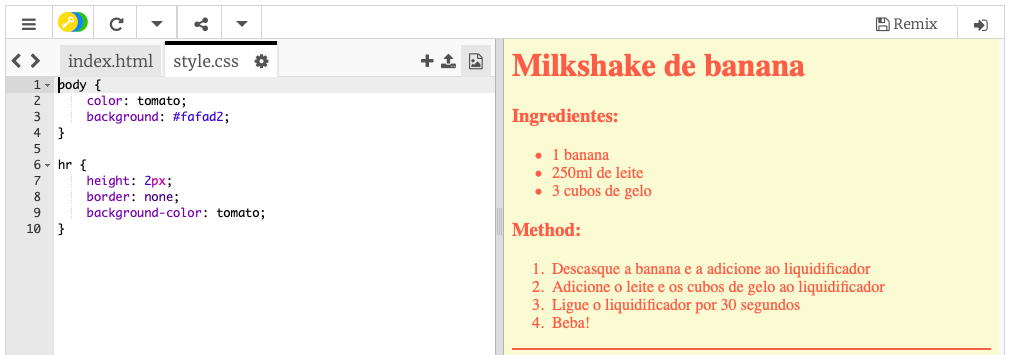 Remix
index.html
style.css
1 body {
2 color: tomato;
3 background: #fafad2;
4 }
5
6 hr {
7 height: 2px;
8 border: none;
9 background-color: tomato;
10 }
Milkshake de banana
Ingredientes:
• 1 banana
• 250ml de leite
• 3 cubos de gelo
Method:
1. Descasque a banana e a adicione ao liquidificador
2. Adicione o leite e os cubos de gelo ao liquidificador
3. Ligue o liquidificador por 30 segundos
4. Beba!